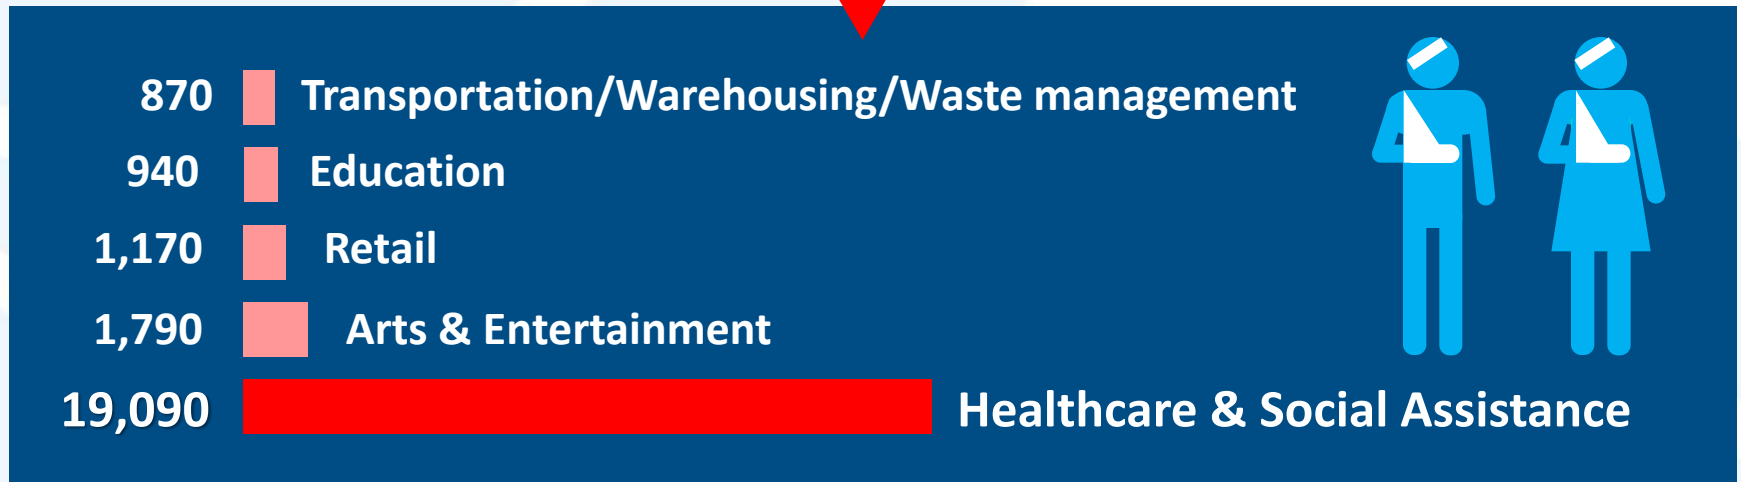 870 Transportation/Warehousing/Waste management
940 Education
1,170 Retail
1,790 Arts & Entertainment
19,090 Healthcare & Social Assistance